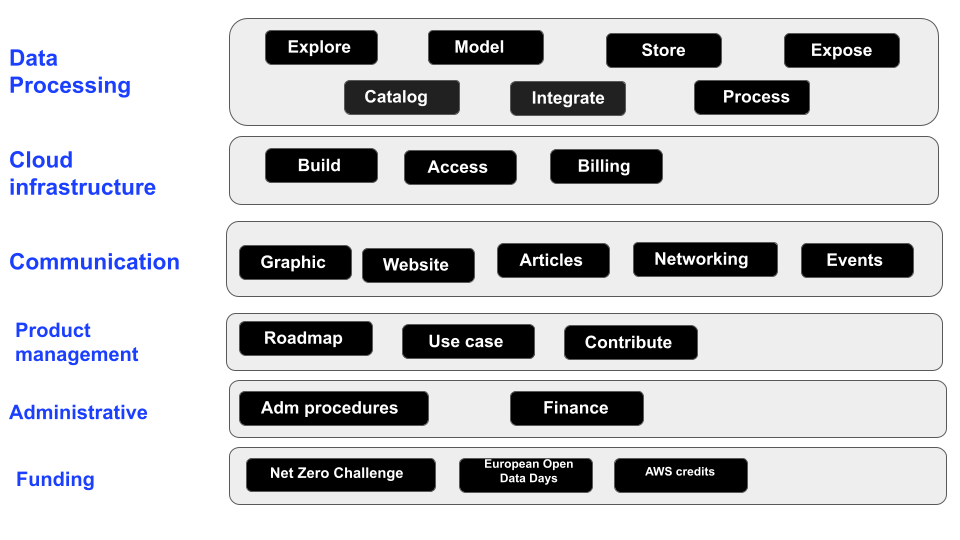 Data
Processing
Explore
Model
Store
Expose
Catalog
Integrate
Process
Cloud
infrastructure
Build
Access
Billing
Communication
Graphic
Website
Articles
Networking
Events
Product
management
Roadmap
Use case
Contribute
Administrative
Adm procedures
Finance
Funding
Net Zero Challenge
European Open
Data Days
AWS credits